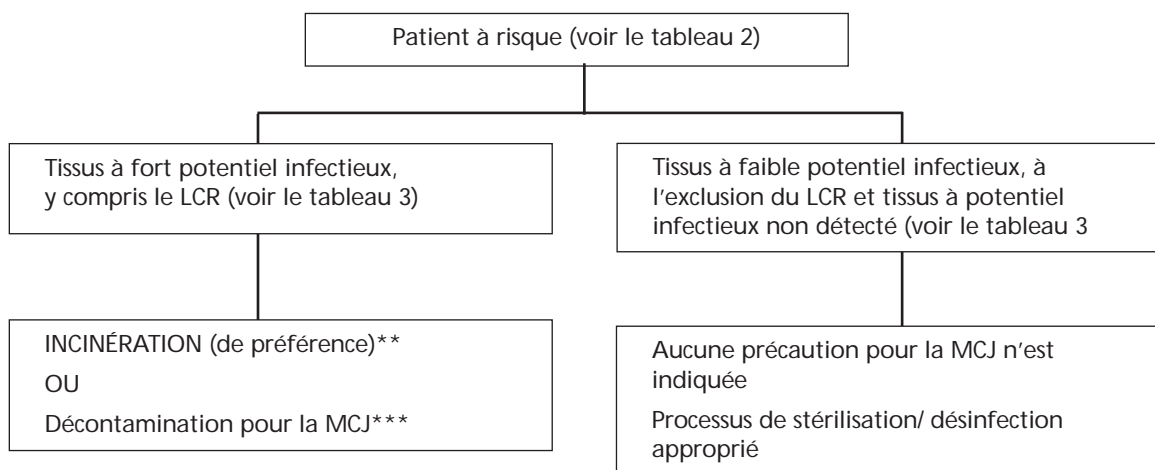 Patient à risque (voir le tableau 2)
Tissus à fort potentiel infectieux,
y compris le LCR (voir le tableau 3)
Tissus à faible potentiel infectieux, à
l'exclusion du LCR et tissus à potentiel
infectieux non détecté (voir le tableau 3
INCINÉRATION (de préférence)**
OU
Décontamination pour la MCJ***
Aucune précaution pour la MCJ n'est
indiquée
Processus de stérilisation/ désinfection
approprié